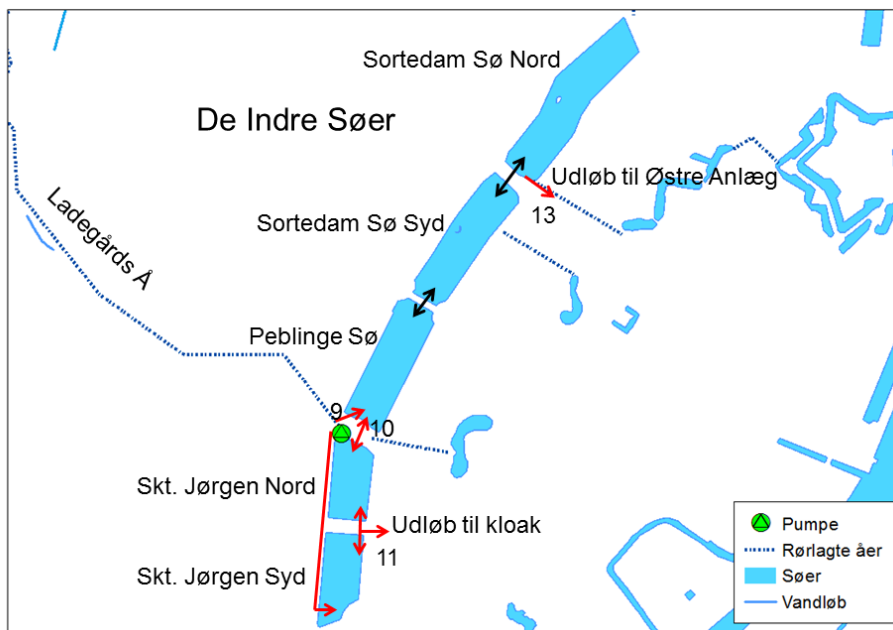 Sortedam Sø Nord
De Indre Søer
Udløb til Østre Anlæg
13
Sortedam Sø Syd
Ladegårds Å
Peblinge Sø
9
10
Skt. Jørgen Nord
Udløb til kloak
11
Skt. Jørgen Syd
Pumpe
Rørlagte åer
Søer
Vandløb